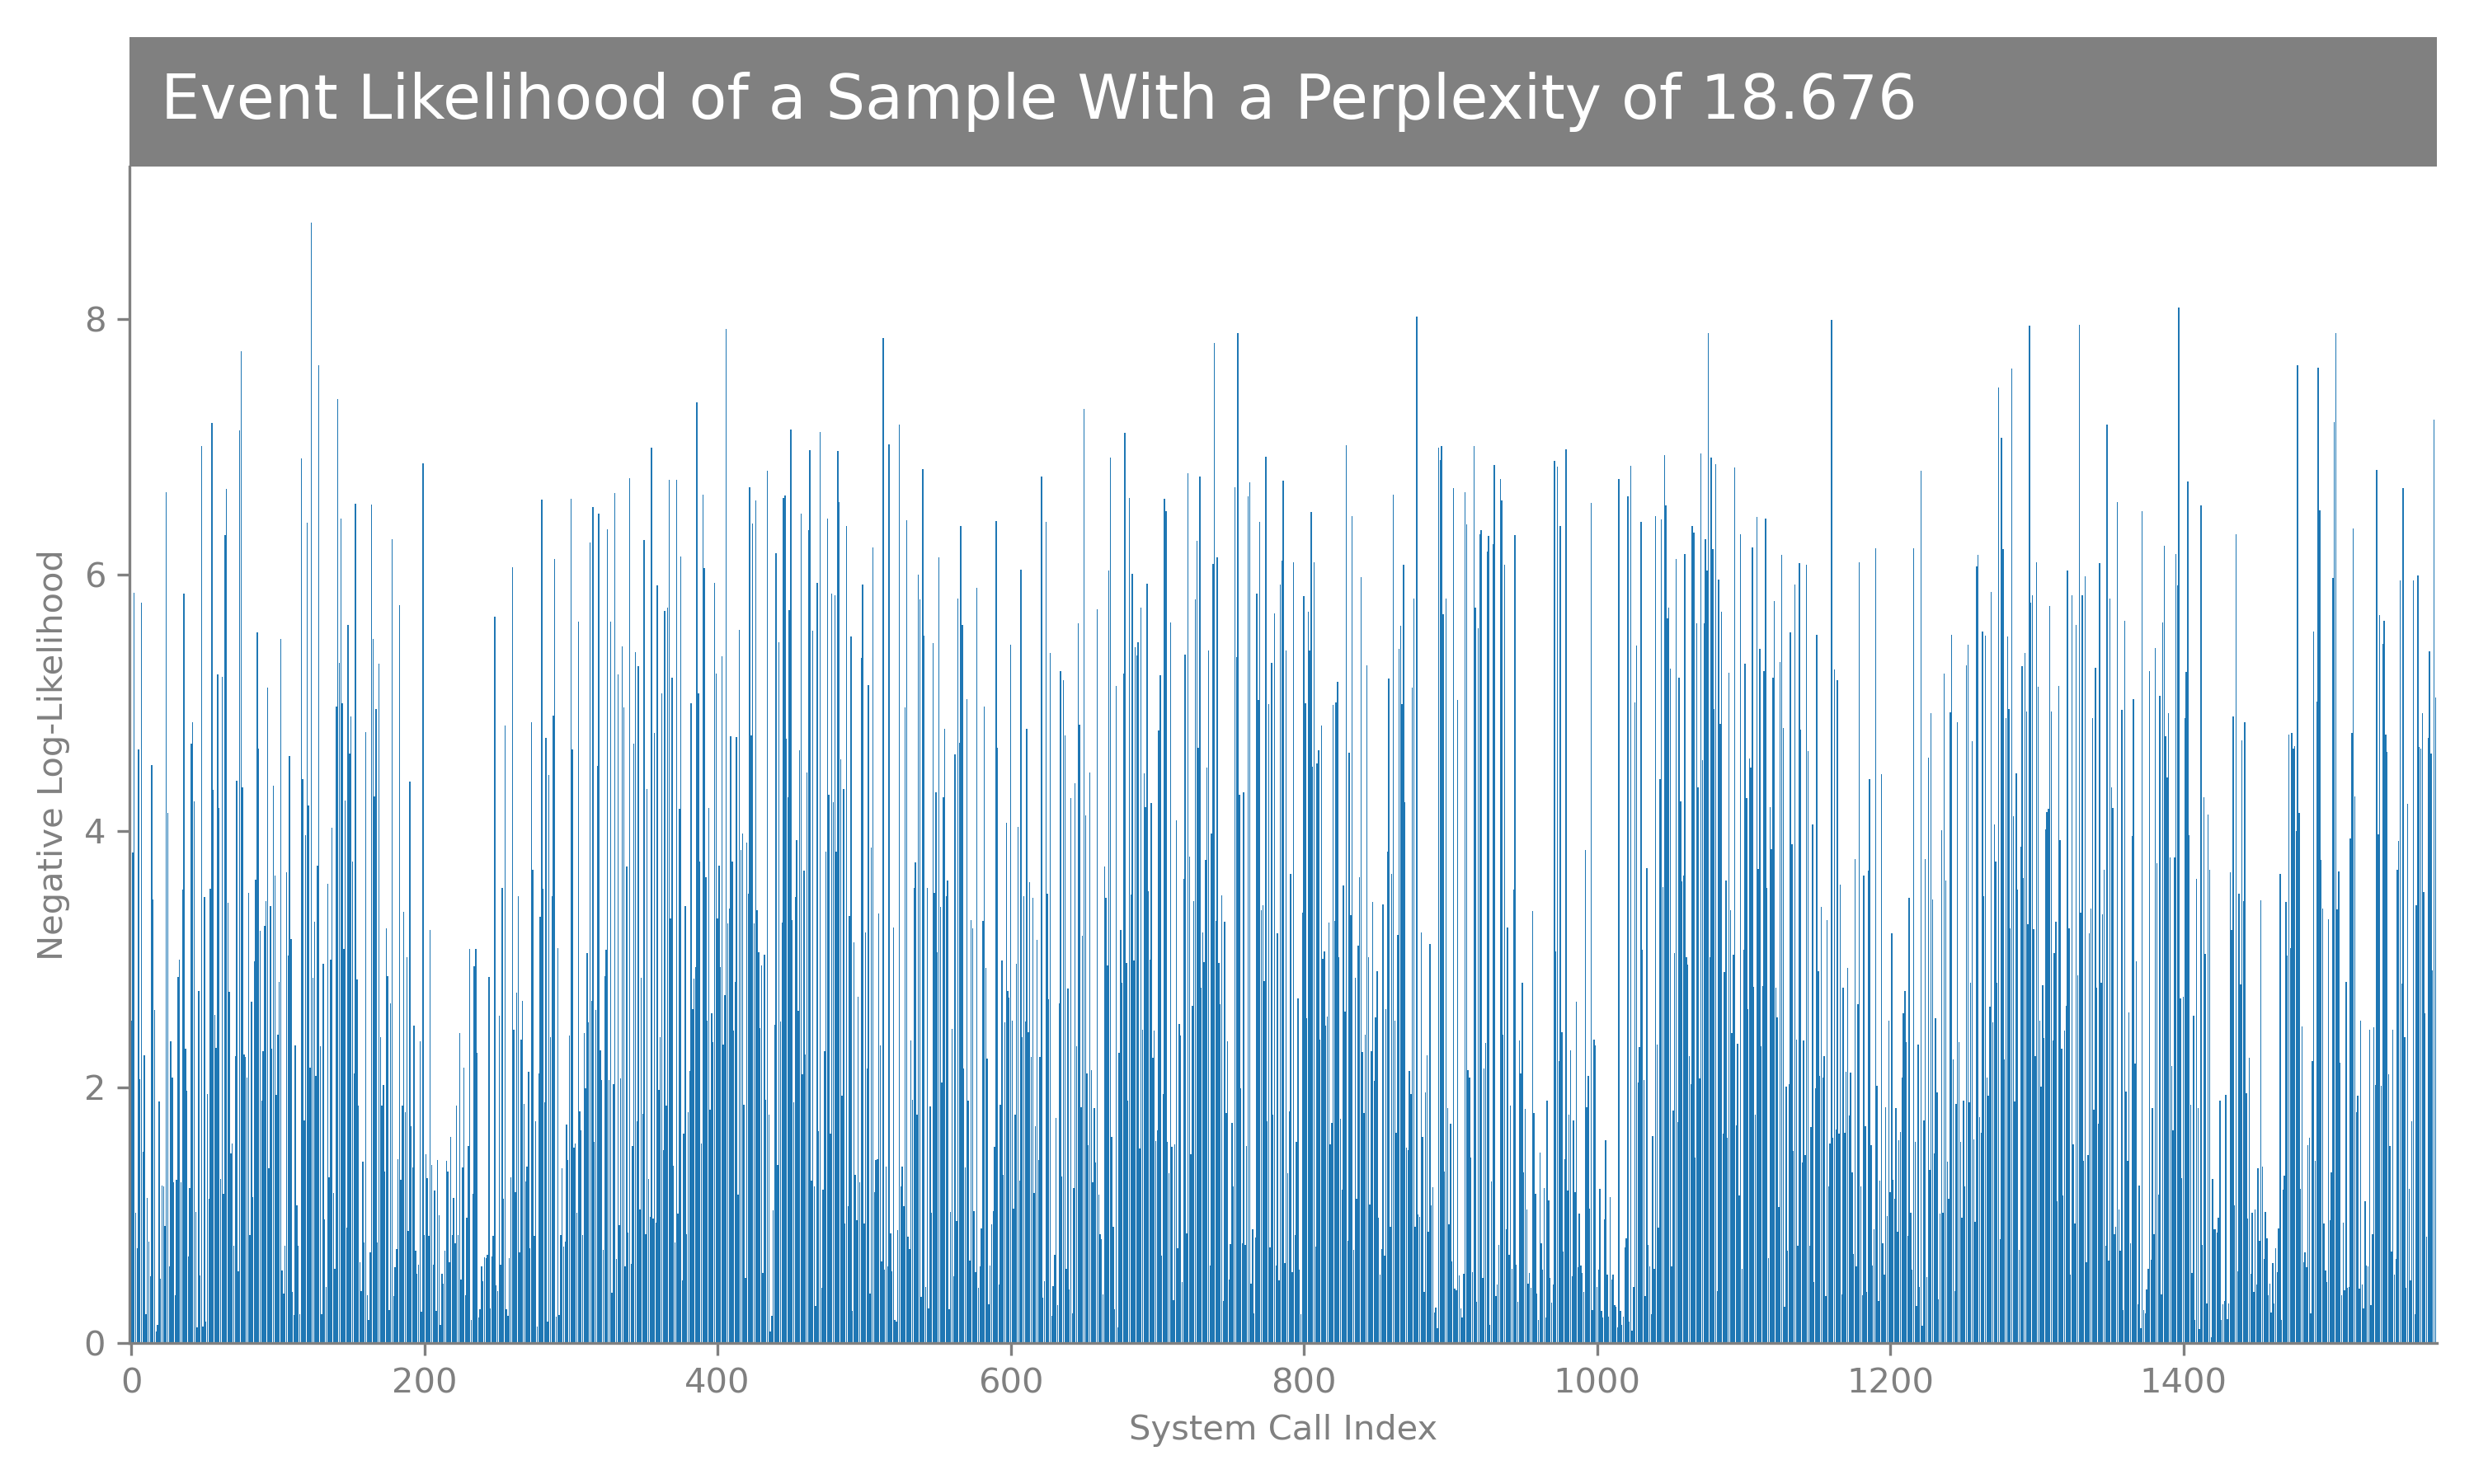 Event Likelihood of a Sample With a Perplexity of 18.676
8
6
4
2
0
Negative Log-Likelihood
0 200 400 600 800 1000 1200 1400
System Call Index